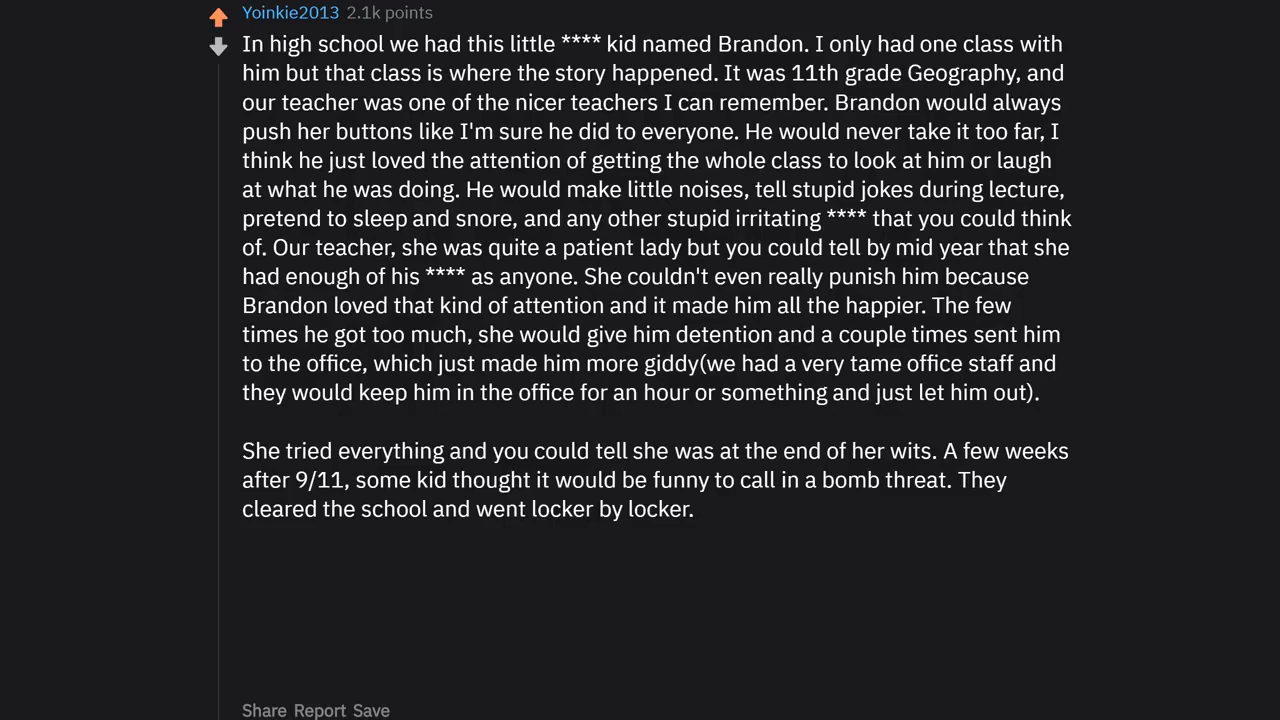 Yoinkie2013 2.1k points
In high school we had this little **** kid named Brandon. I only had one class with
him but that class is where the story happened. It was 11th grade Geography, and
our teacher was one of the nicer teachers I can remember. Brandon would always
push her buttons like I'm sure he did to everyone. He would never take it too far, I
think he just loved the attention of getting the whole class to look at him or laugh
at what he was doing. He would make little noises, tell stupid jokes during lecture,
pretend to sleep and snore, and any other stupid irritating **** that you could think
of. Our teacher, she was quite a patient lady but you could tell by mid year that she
had enough of his **** as anyone. She couldn't even really punish him because
Brandon loved that kind of attention and it made him all the happier. The few
times he got too much, she would give him detention and a couple times sent him
to the office, which just made him more giddy(we had a very tame office staff and
they would keep him in the office for an hour or something and just let him out).
She tried everything and you could tell she was at the end of her wits. A few weeks
after 9/11, some kid thought it would be funny to call in a bomb threat. They
cleared the school and went locker by locker.
Share Report Save